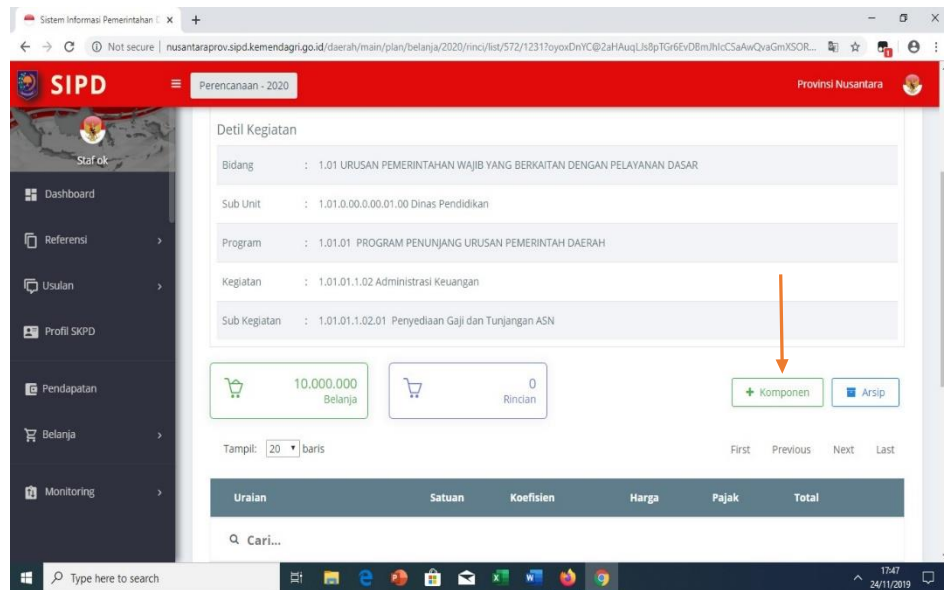 Sistem Informasi Pemerintahan D
Not secure | nusantaraprov.sipd.kemendagri.go.id/daerah/main/plan/belanja/2020/rinci/list/572/1231?oyoxDnYC@2aHAuqLJs8pTGr6EvDBmJhIcCSaAwQvaGmXSOR...
SIPD
Perencanaan - 2020
Provinsi Nusantara
Staf ok
Dashboard
Referensi
Usulan
Profil SKPD
Pendapatan
Belanja
Monitoring
Detil Kegiatan
Bidang : 1.01 URUSAN PEMERINTAHAN WAJIB YANG BERKAITAN DENGAN PELAYANAN DASAR
Sub Unit : 1.01.0.00.0.00.01.00 Dinas Pendidikan
Program : 1.01.01 PROGRAM PENUNJANG URUSAN PEMERINTAH DAERAH
Kegiatan : 1.01.01.1.02 Administrasi Keuangan
Sub Kegiatan : 1.01.01.1.02.01 Penyediaan Gaji dan Tunjangan ASN
10.000.000
Belanja
0
Rincian
+ Komponen
Arsip
Tampil: 20 baris
First Previous Next Last
Uraian Satuan Koefisien Harga Pajak Total
Cari...
Type here to search
17:47
24/11/2019